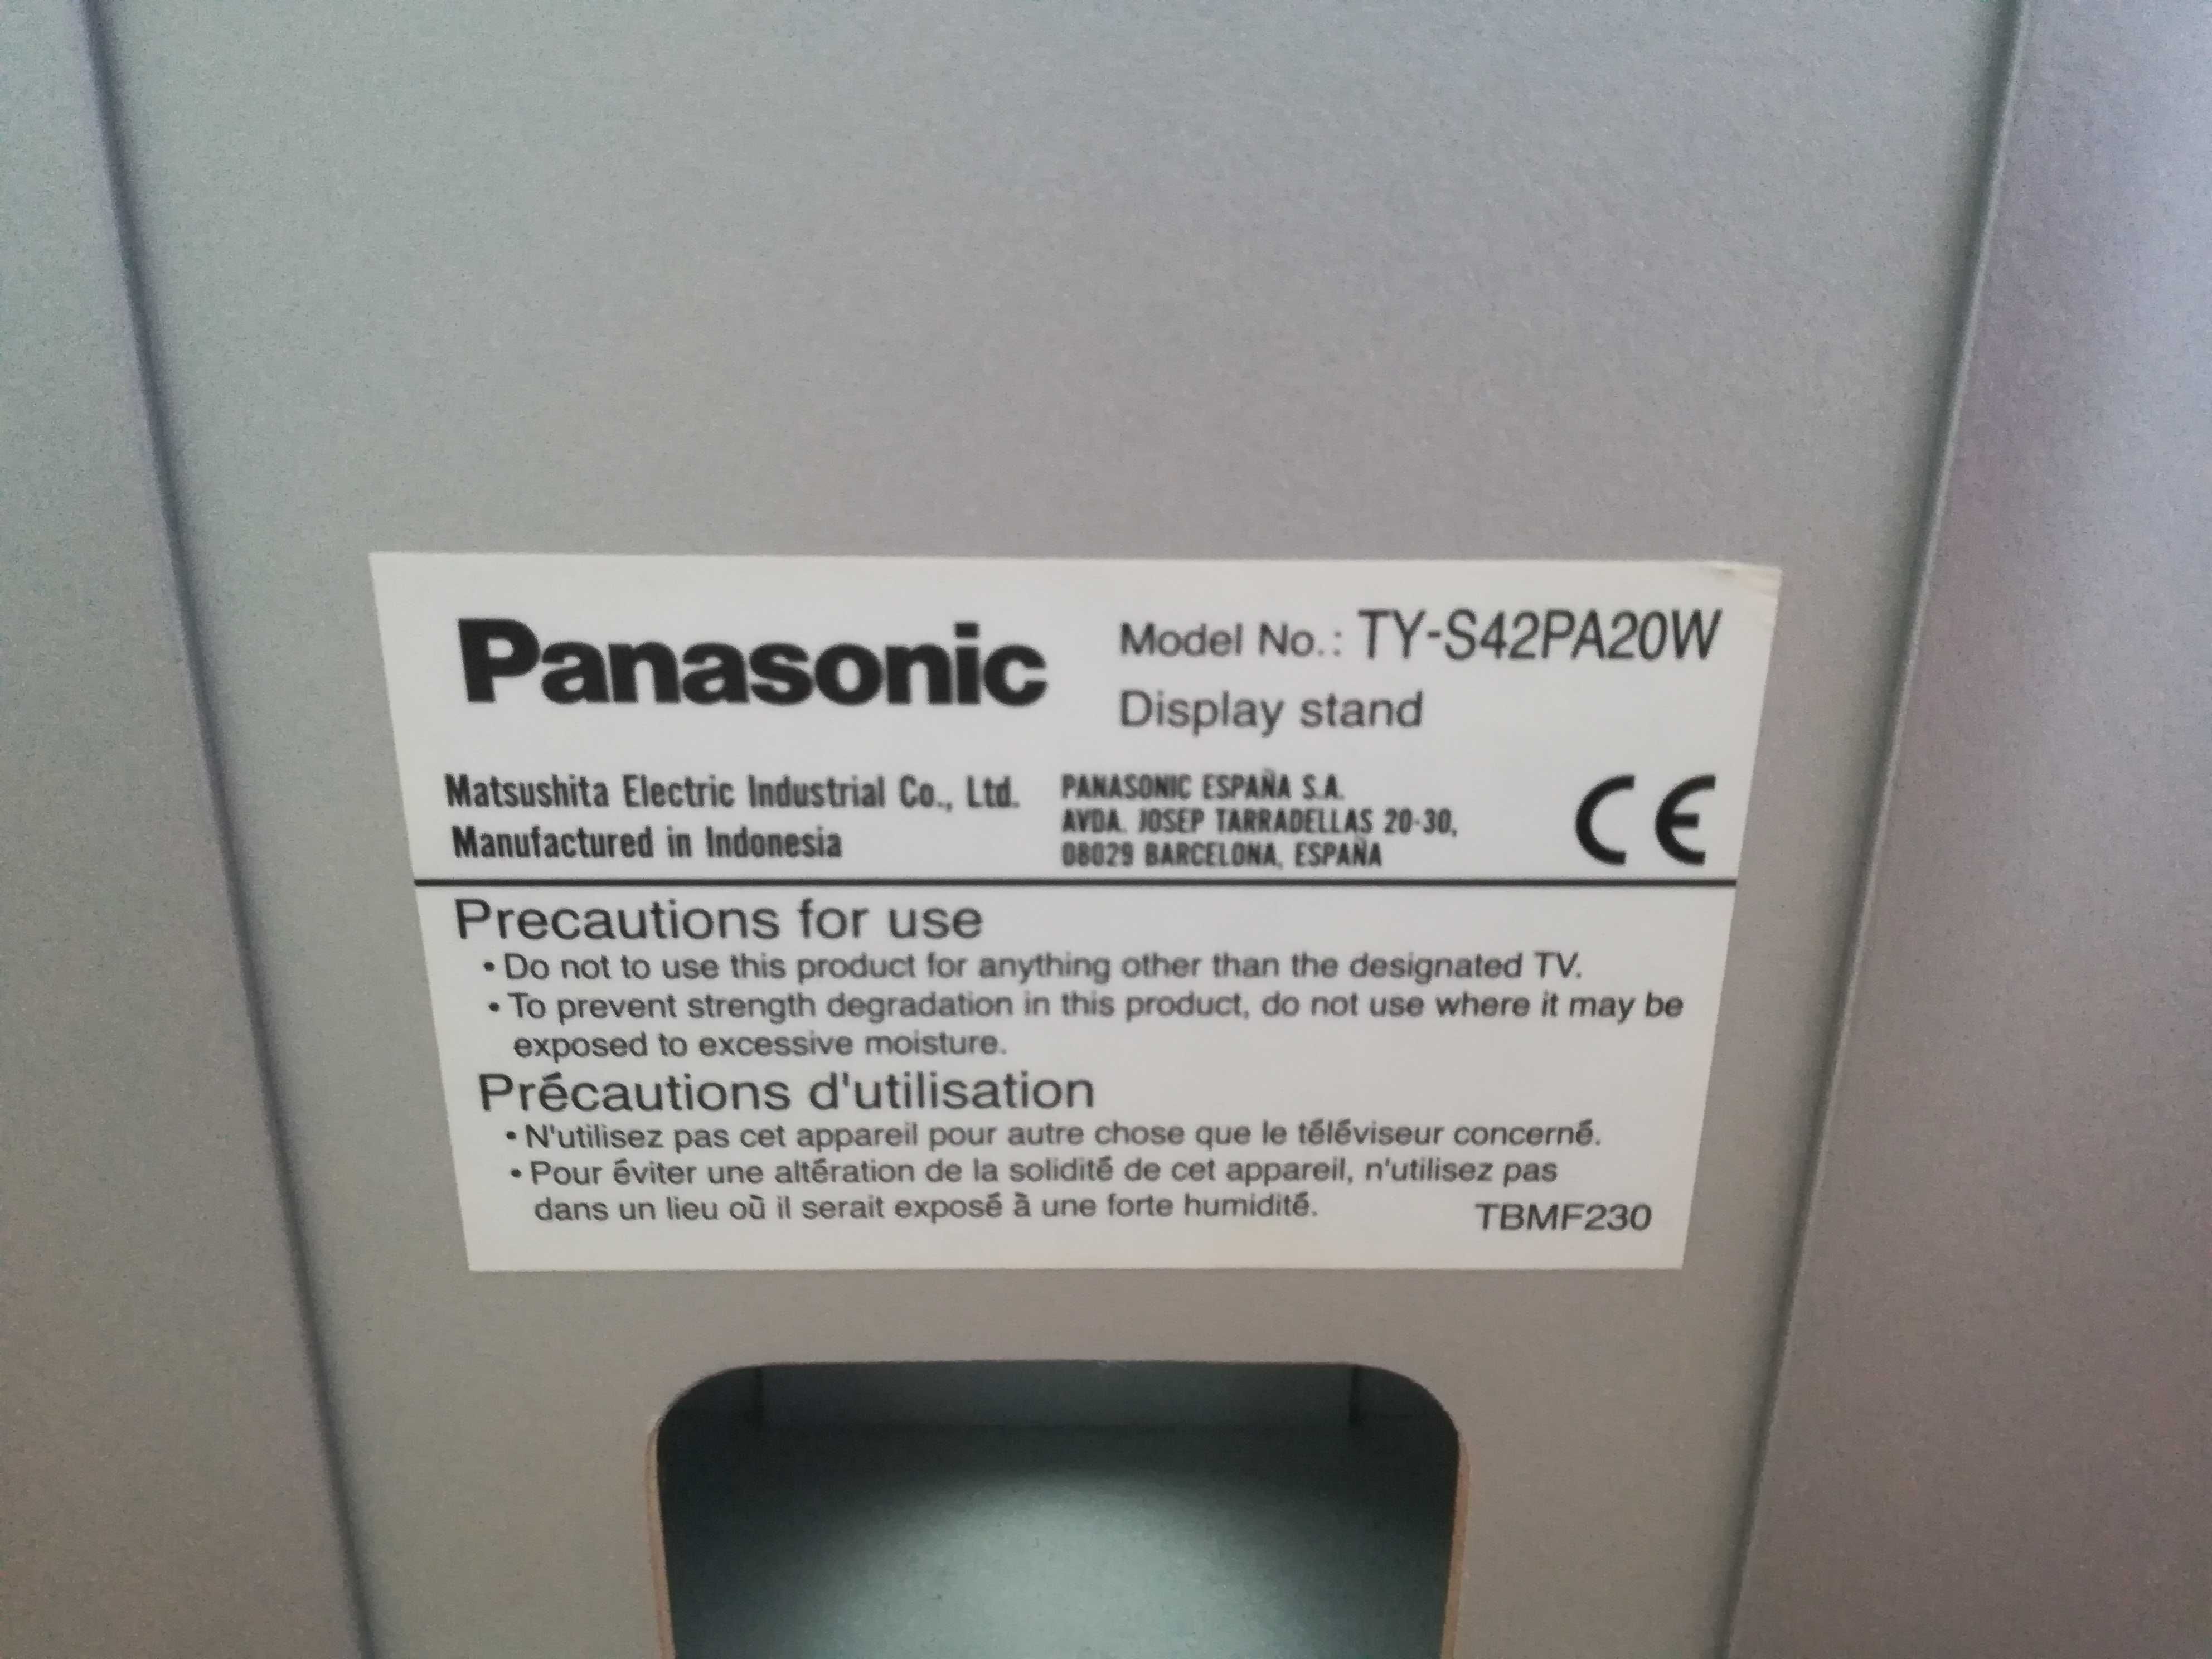 Panasonic
Model No.: TY-S42PA20W
Display stand
Matsushita Electric Industrial Co., Ltd.
Manufactured in Indonesia
PANASONIC ESPAÑA S.A.
AVDA. JOSEP TARRADELLAS 20-30,
08029 BARCELONA, ESPAÑA
CE
Precautions for use
• Do not to use this product for anything other than the designated TV.
• To prevent strength degradation in this product, do not use where it may be
exposed to excessive moisture.
Précautions d'utilisation
• N'utilisez pas cet appareil pour autre chose que le téléviseur concerné.
• Pour éviter une altération de la solidité de cet appareil, n'utilisez pas
dans un lieu où il serait exposé à une forte humidité.
TBMF230